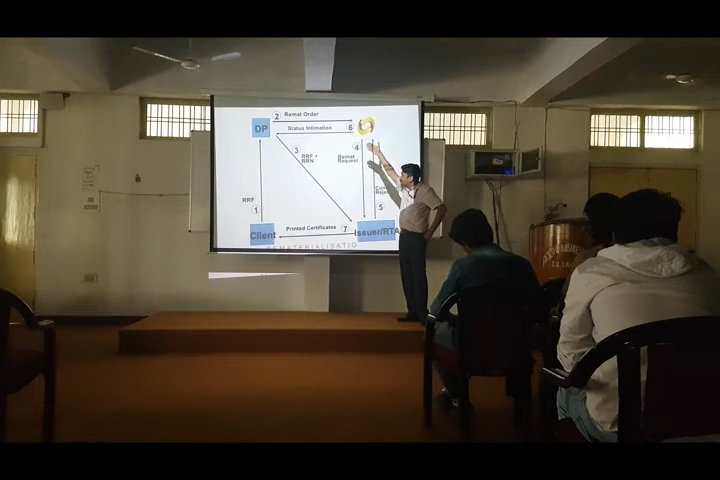 2 Remat Order
DP
Status Intimation 6
3
RRF +
RRN
4
Remat
Request
RRF
1
5
Printed Certificates 7
Client
Issuer/RTA
REMATERIALISATIO